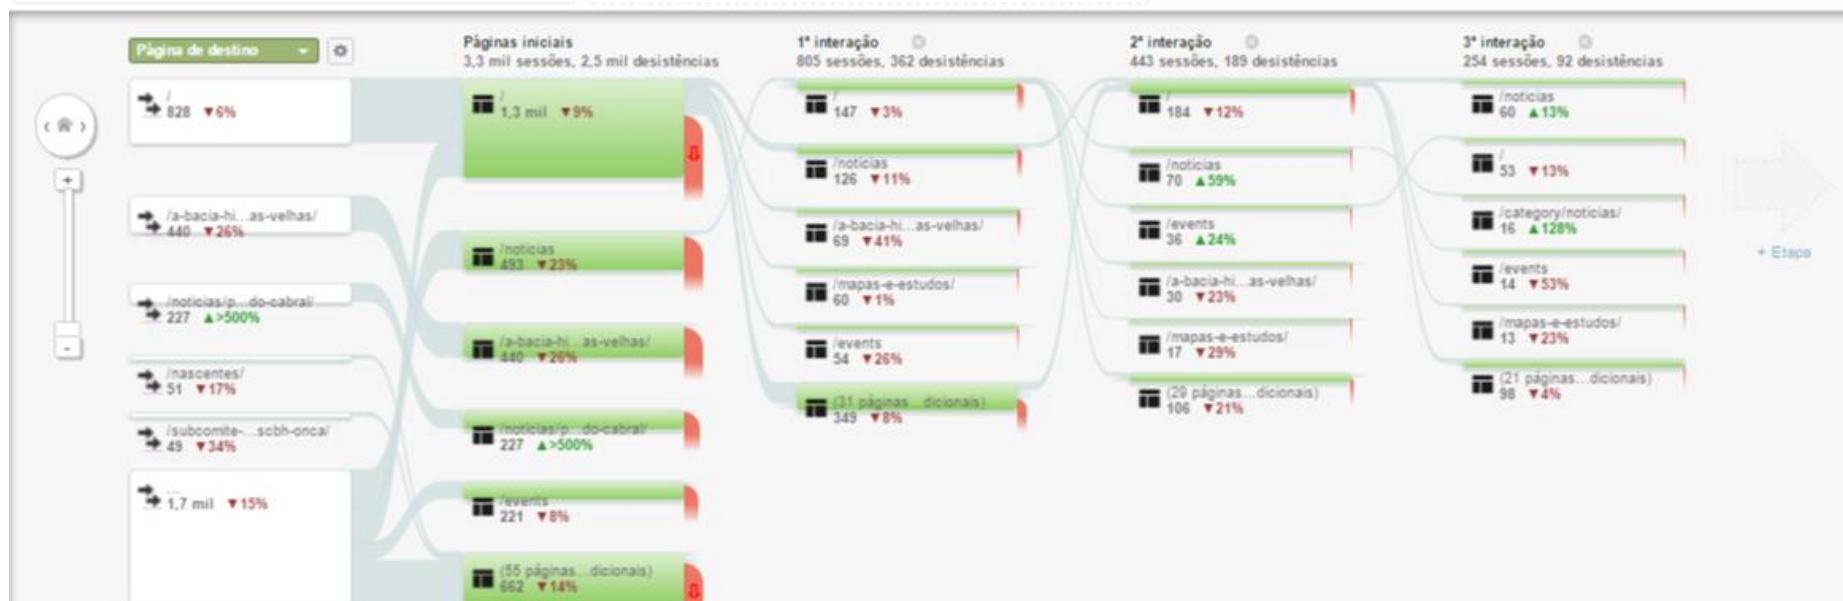 Página de destino
/
828 ▼6%
/a-bacia-hi...as-velhas/
440 ▼26%
/noticias/p...do-cabral/
227 ▲>500%
/nascentes/
51 ▼17%
/subcomite-...scbh-onca/
49 ▼34%
...
1,7 mil ▼15%
Páginas iniciais
3,3 mil sessões, 2,5 mil desistências
/
1,3 mil ▼9%
/noticias
493 ▼23%
/a-bacia-hi...as-velhas/
440 ▼26%
/noticias/p...do-cabral/
227 ▲>500%
/events
221 ▼8%
(55 páginas...dicionais)
662 ▼14%
1ª interação
805 sessões, 362 desistências
/
147 ▼3%
/noticias
126 ▼11%
/a-bacia-hi...as-velhas/
69 ▼41%
/mapas-e-estudos/
60 ▼1%
/events
54 ▼26%
(31 páginas...dicionais)
349 ▼8%
2ª interação
443 sessões, 189 desistências
/
184 ▼12%
/noticias
70 ▲59%
/events
36 ▲24%
/a-bacia-hi...as-velhas/
30 ▼23%
/mapas-e-estudos/
17 ▼29%
(29 páginas...dicionais)
106 ▼21%
3ª interação
254 sessões, 92 desistências
/noticias
60 ▲13%
/
53 ▼13%
/category/noticias/
16 ▲128%
/events
14 ▼53%
/mapas-e-estudos/
13 ▼23%
(21 páginas...dicionais)
98 ▼4%
+ Etapa